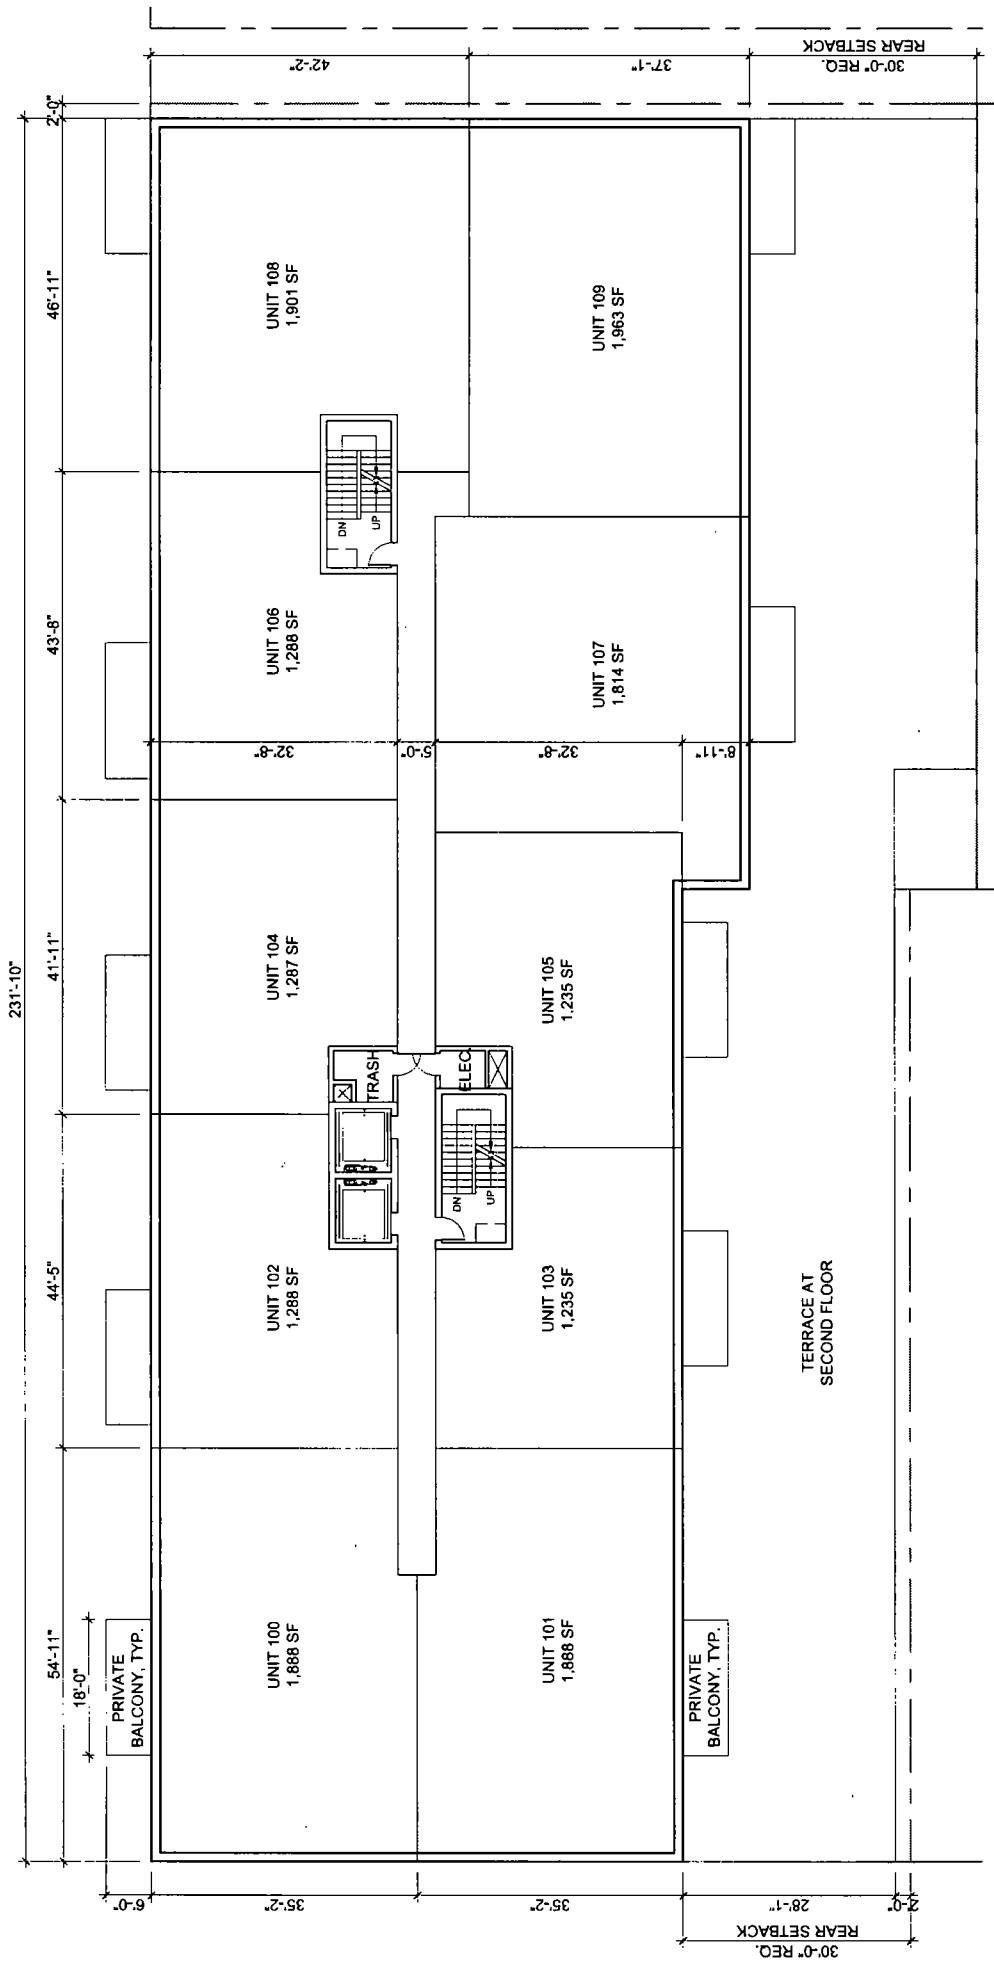 231'-10"
54'-11"
44'-5"
41'-11"
43'-8"
46'-11"
2'-0"
18'-0"
PRIVATE
BALCONY, TYP.
6'-0"
35'-2"
35'-2"
28'-1"
2'-0"
30'-0" REQ.
REAR SETBACK
UNIT 100
1,888 SF
UNIT 102
1,288 SF
UNIT 104
1,287 SF
UNIT 106
1,288 SF
UNIT 108
1,901 SF
TRASH
ELEC.
DN
UP
DN
UP
32'-8"
5'-0"
32'-8"
8'-11"
UNIT 101
1,888 SF
UNIT 103
1,235 SF
UNIT 105
1,235 SF
UNIT 107
1,814 SF
UNIT 109
1,963 SF
PRIVATE
BALCONY, TYP.
TERRACE AT
SECOND FLOOR
42'-2"
37'-1"
30'-0" REQ.
REAR SETBACK